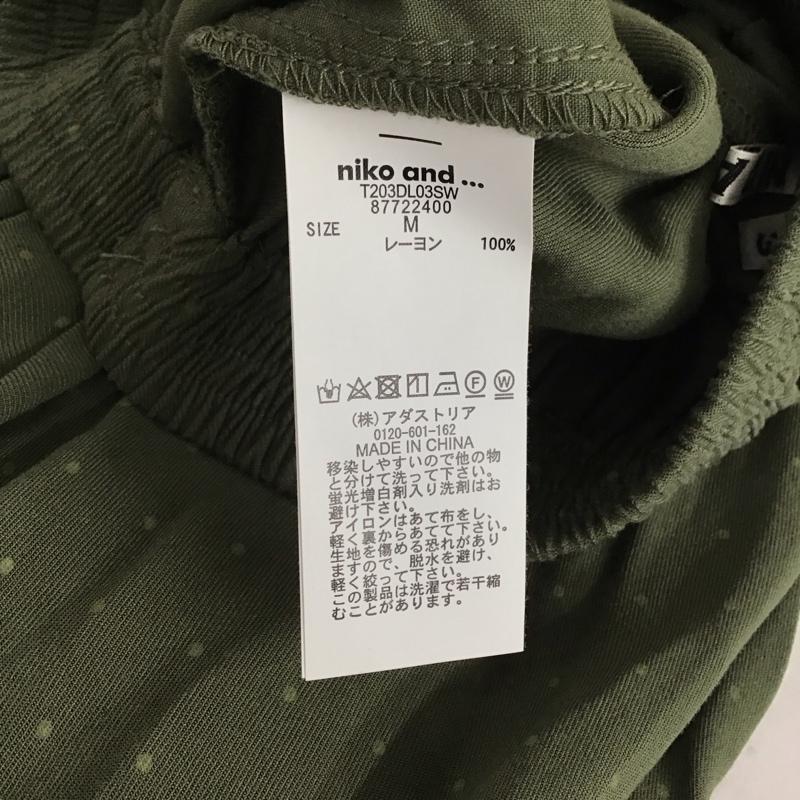 niko and ...
T203DL03SW
87722400
SIZE M
レーヨン 100%
F W
(株)アダストリア
0120-601-162
MADE IN CHINA
移染しやすいので他の物
と分けて洗って下さい。
蛍光増白剤入り洗剤はお
避け下さい。
アイロンはあて布をし、
軽く裏からあてて下さい。
生地を傷める恐れがあり
ますので、脱水を避け、
軽く絞って下さい。
この製品は洗濯で若干縮
むことがあります。